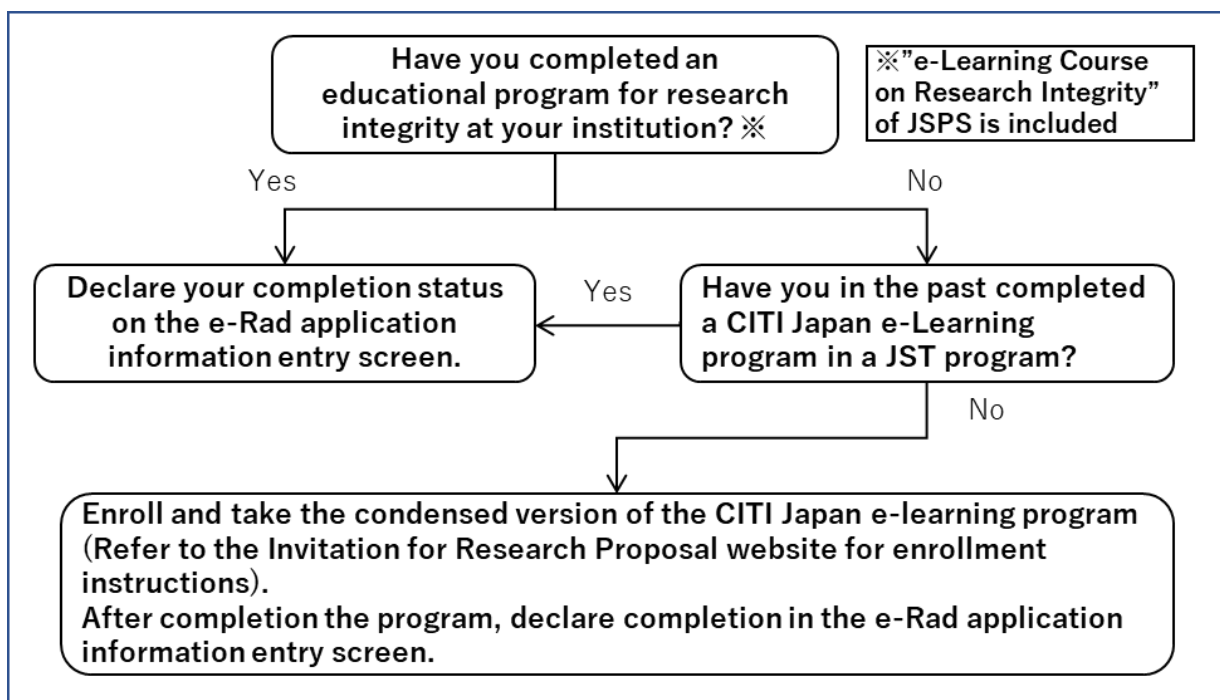 Have you completed an
educational program for research
integrity at your institution? ※
※"e-Learning Course
on Research Integrity”
of JSPS is included
Yes
No
Declare your completion status
on the e-Rad application
information entry screen.
Yes
Have you in the past completed
a CITI Japan e-Learning
program in a JST program?
No
Enroll and take the condensed version of the CITI Japan e-learning program
(Refer to the Invitation for Research Proposal website for enrollment
instructions).
After completion the program, declare completion in the e-Rad application
information entry screen.